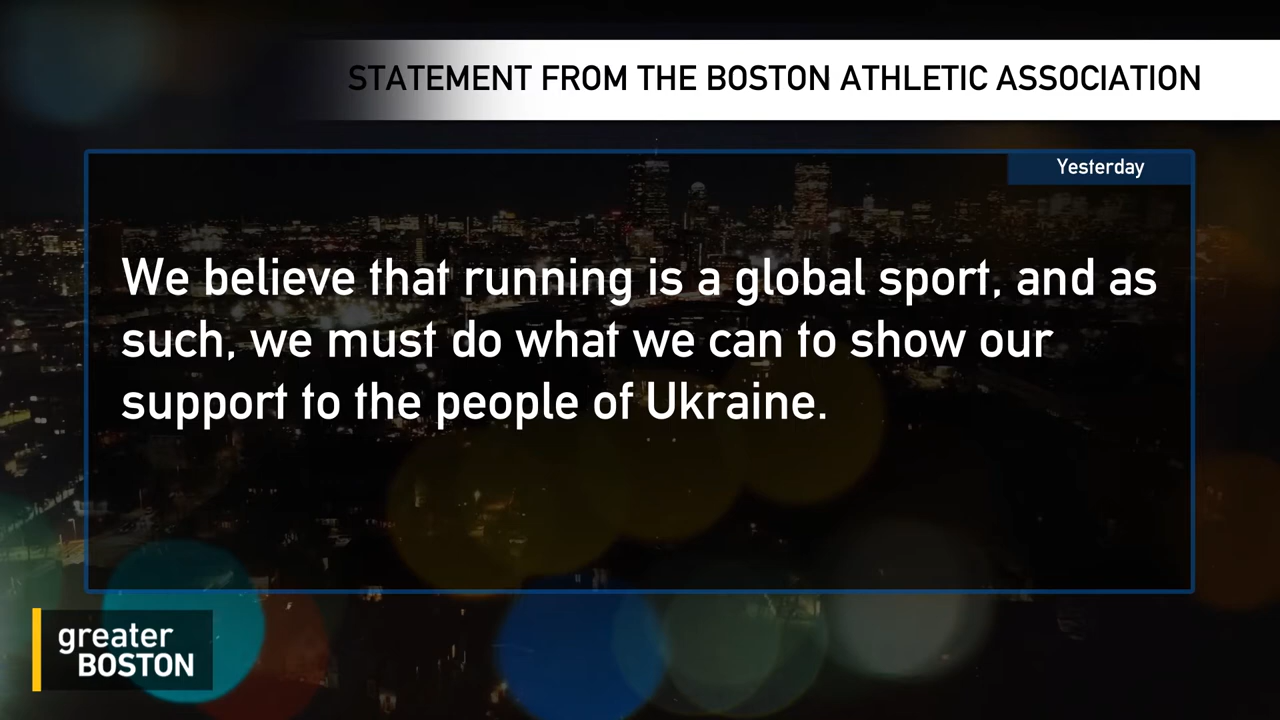 STATEMENT FROM THE BOSTON ATHLETIC ASSOCIATION
Yesterday
We believe that running is a global sport, and as
such, we must do what we can to show our
support to the people of Ukraine.
greater
BOSTON